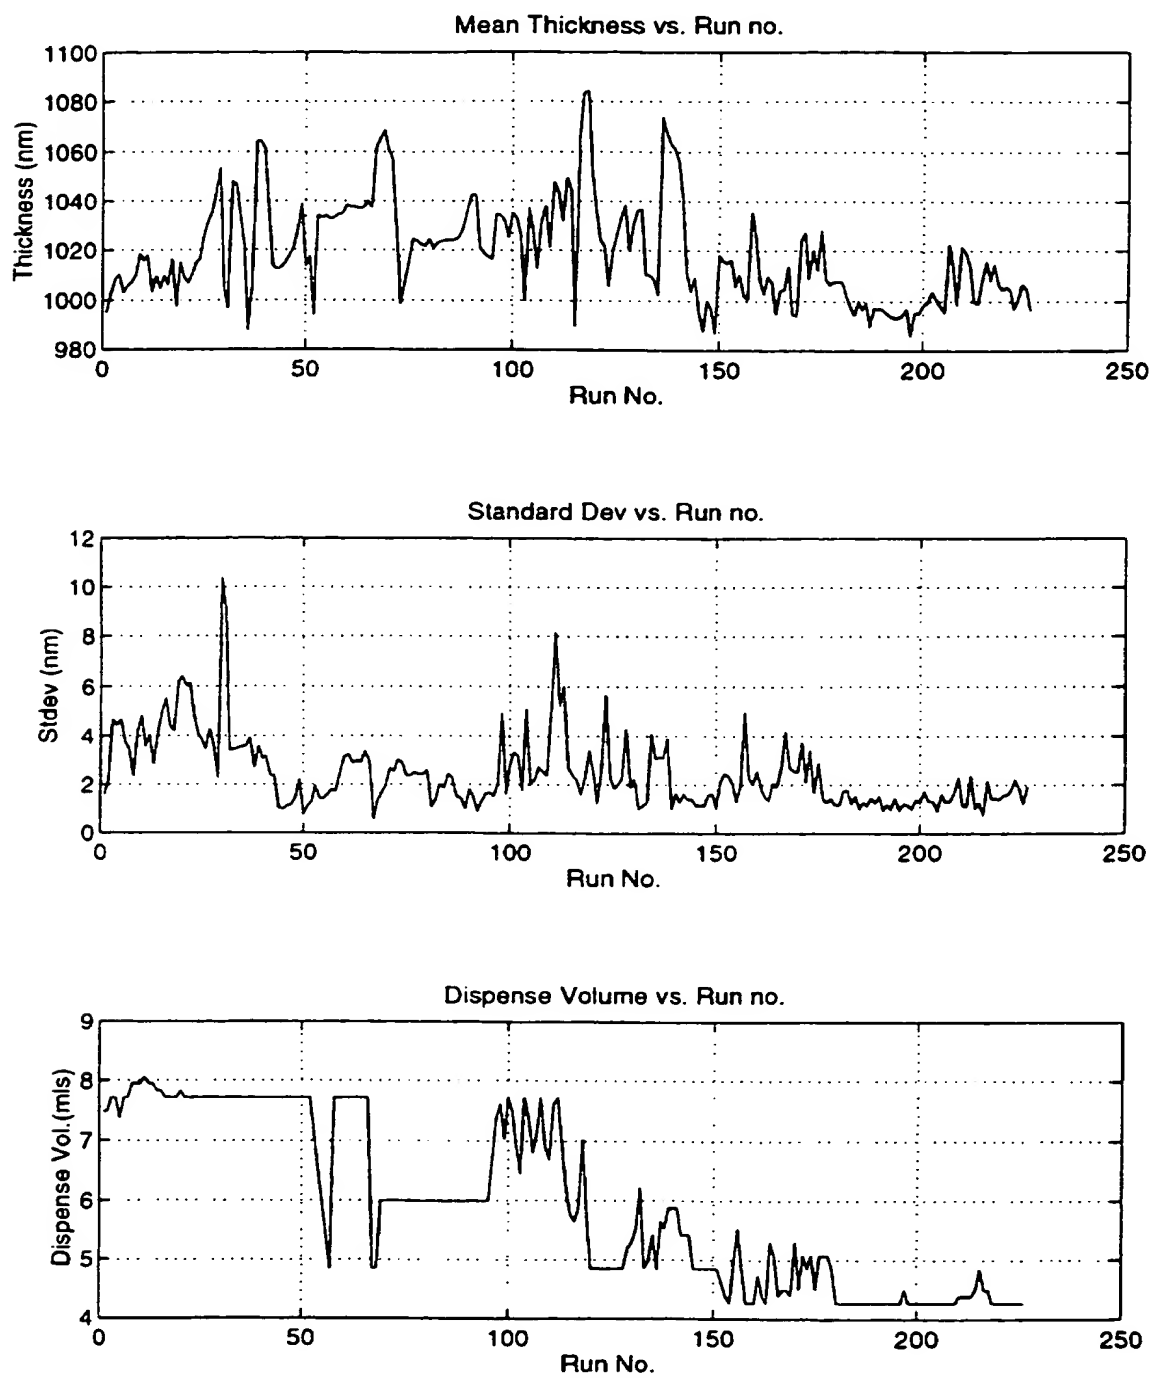 Mean Thickness vs. Run no.
1100
1080
1060
1040
1020
1000
980
Thickness (nm)
0 50 100 150 200 250
Run No.
Standard Dev vs. Run no.
12
10
8
6
4
2
0
Stdev (nm)
0 50 100 150 200 250
Run No.
Dispense Volume vs. Run no.
9
8
7
6
5
4
Dispense Vol.(mls)
0 50 100 150 200 250
Run No.